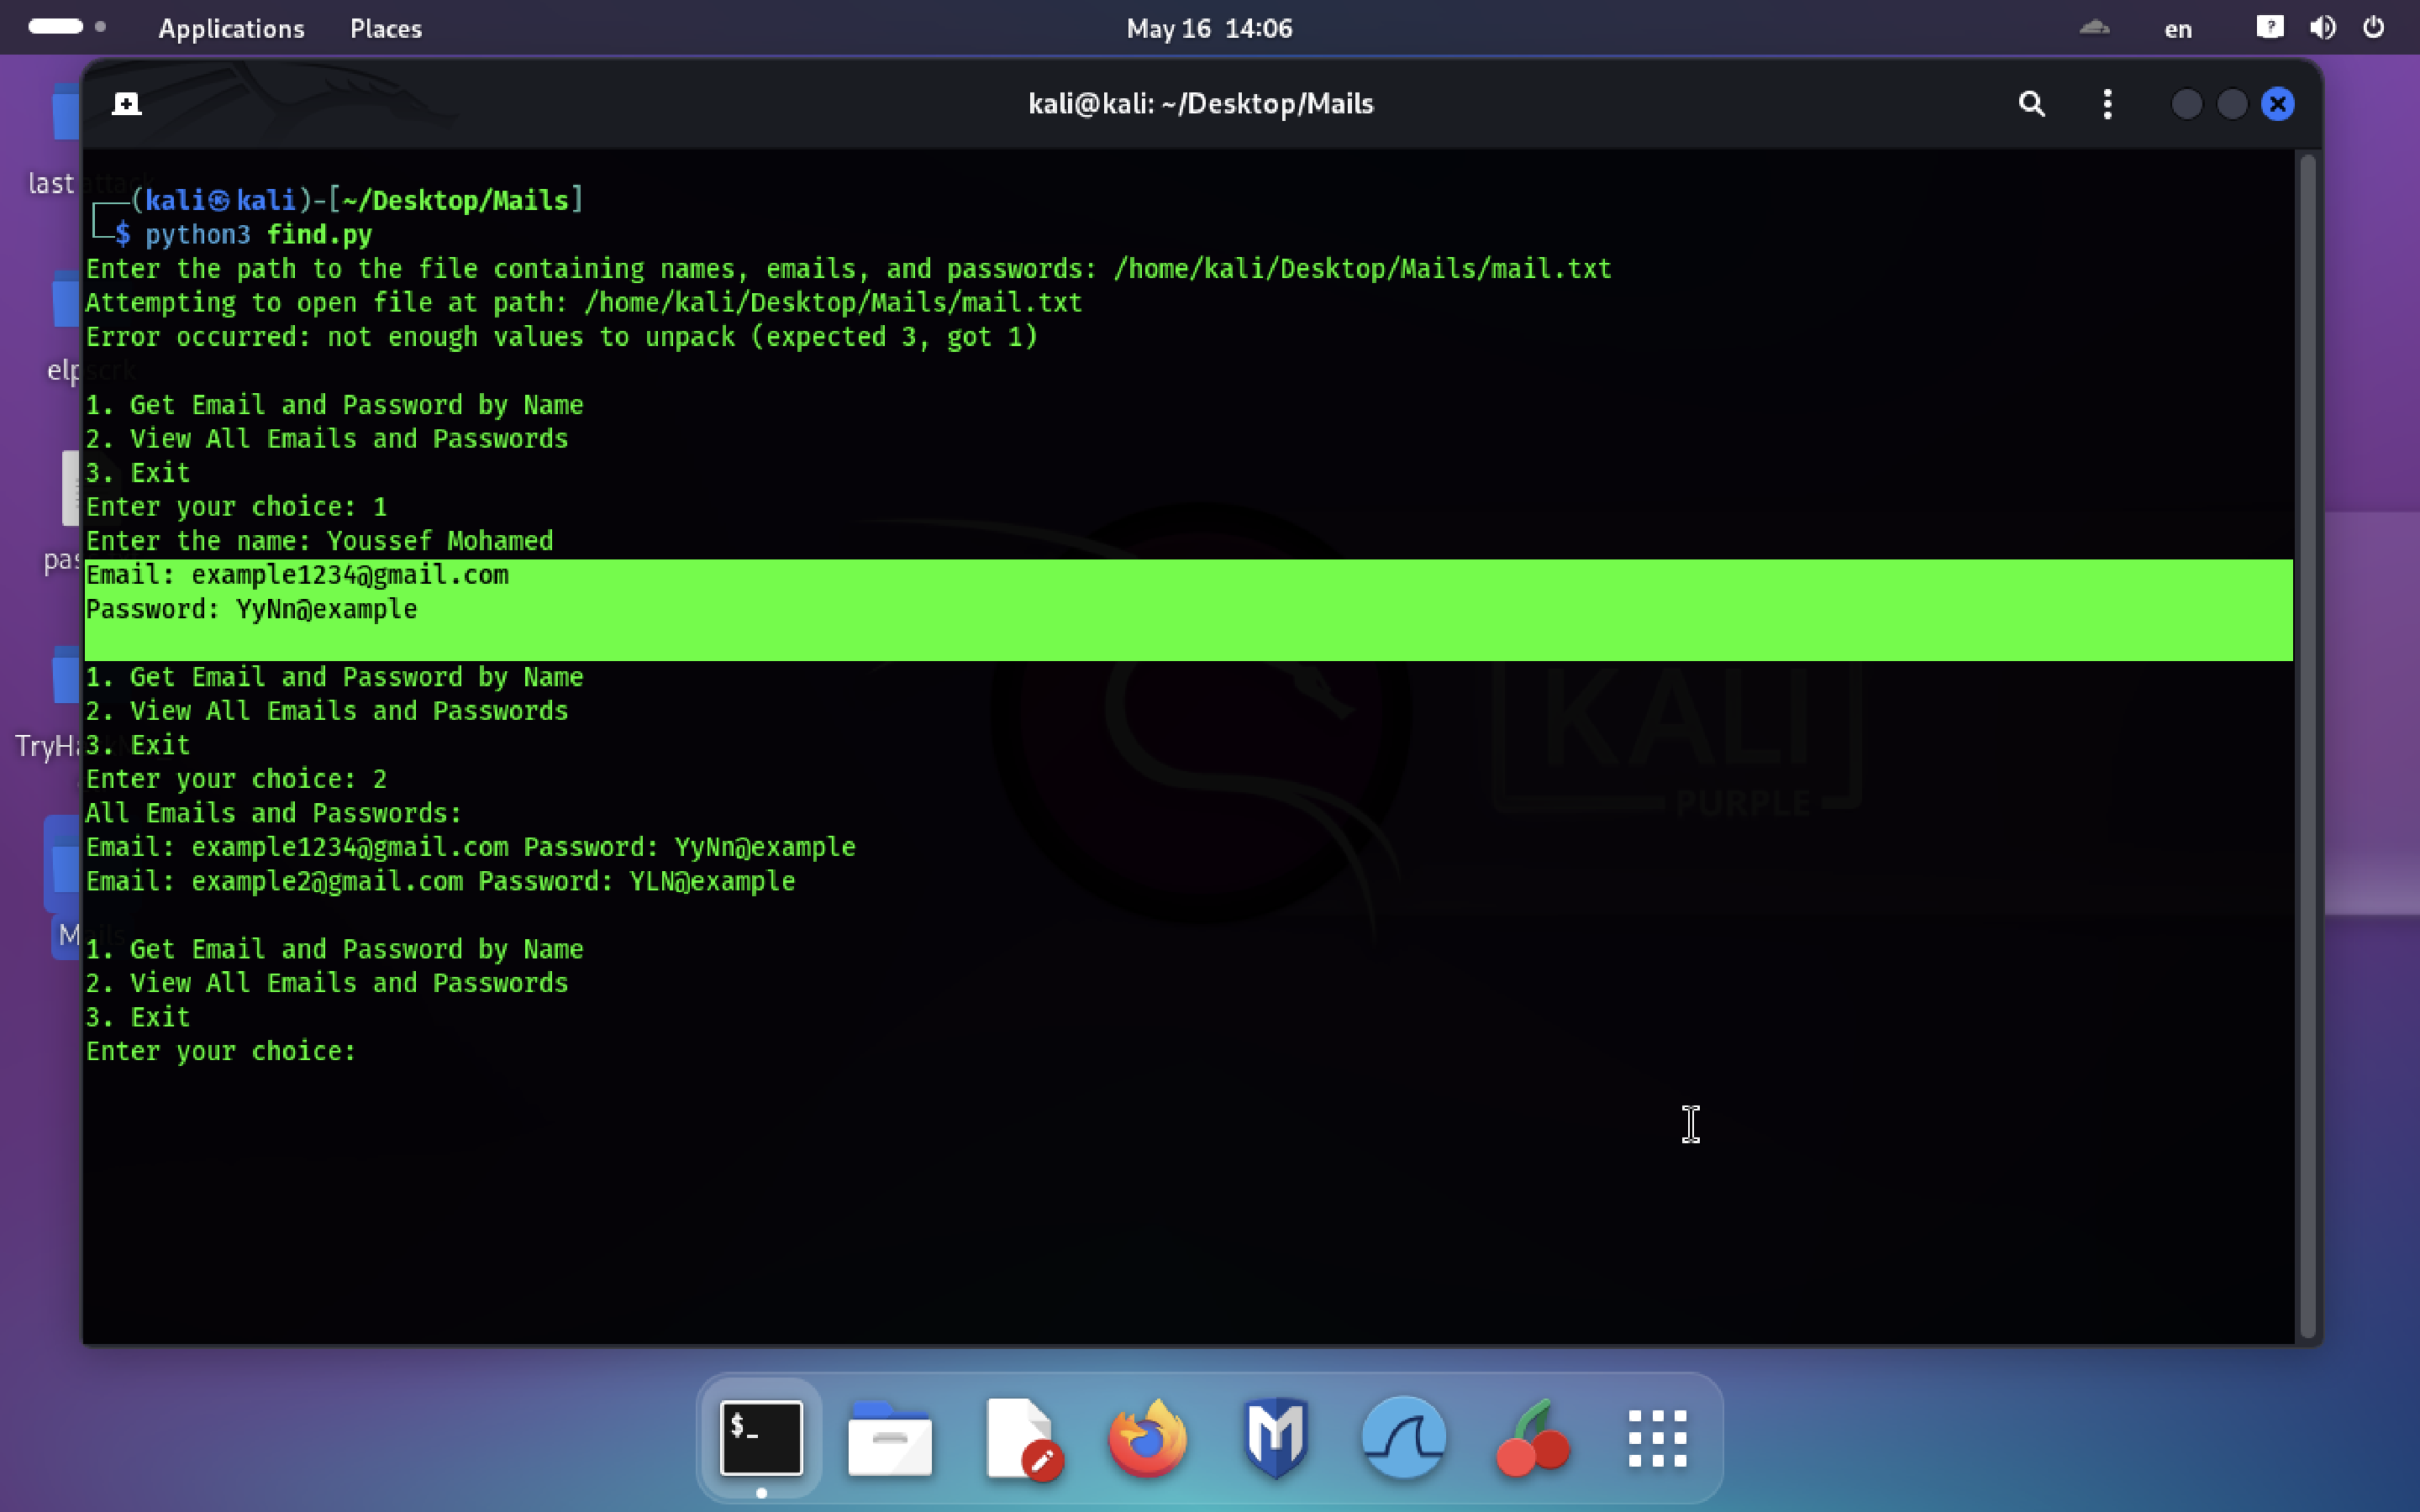 Applications Places May 16 14:06 en
kali@kali: ~/Desktop/Mails
(kali㉿kali)-[~/Desktop/Mails]
$ python3 find.py
Enter the path to the file containing names, emails, and passwords: /home/kali/Desktop/Mails/mail.txt
Attempting to open file at path: /home/kali/Desktop/Mails/mail.txt
Error occurred: not enough values to unpack (expected 3, got 1)
1. Get Email and Password by Name
2. View All Emails and Passwords
3. Exit
Enter your choice: 1
Enter the name: Youssef Mohamed
Email: example1234@gmail.com
Password: YyNn@example
1. Get Email and Password by Name
2. View All Emails and Passwords
3. Exit
Enter your choice: 2
All Emails and Passwords:
Email: example1234@gmail.com Password: YyNn@example
Email: example2@gmail.com Password: YLN@example
1. Get Email and Password by Name
2. View All Emails and Passwords
3. Exit
Enter your choice:
last attack
elpscrk
Mails
KALI
PURPLE
$_